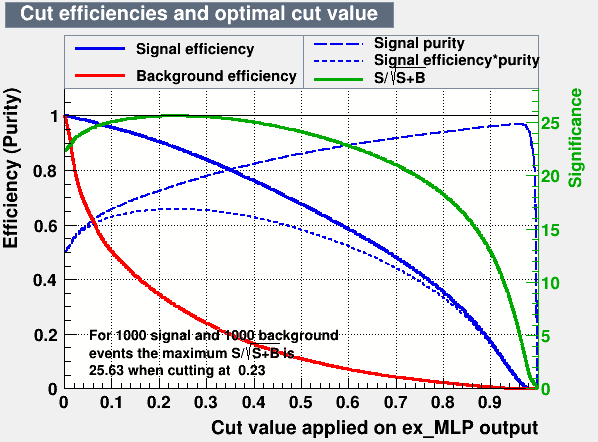 Cut efficiencies and optimal cut value
Signal efficiency
Background efficiency
Signal purity
Signal efficiency*purity
S/√S+B
Efficiency (Purity)
1
0.8
0.6
0.4
0.2
0
Significance
25
20
15
10
5
0
For 1000 signal and 1000 background
events the maximum S/√S+B is
25.63 when cutting at 0.23
0 0.1 0.2 0.3 0.4 0.5 0.6 0.7 0.8 0.9
Cut value applied on ex_MLP output